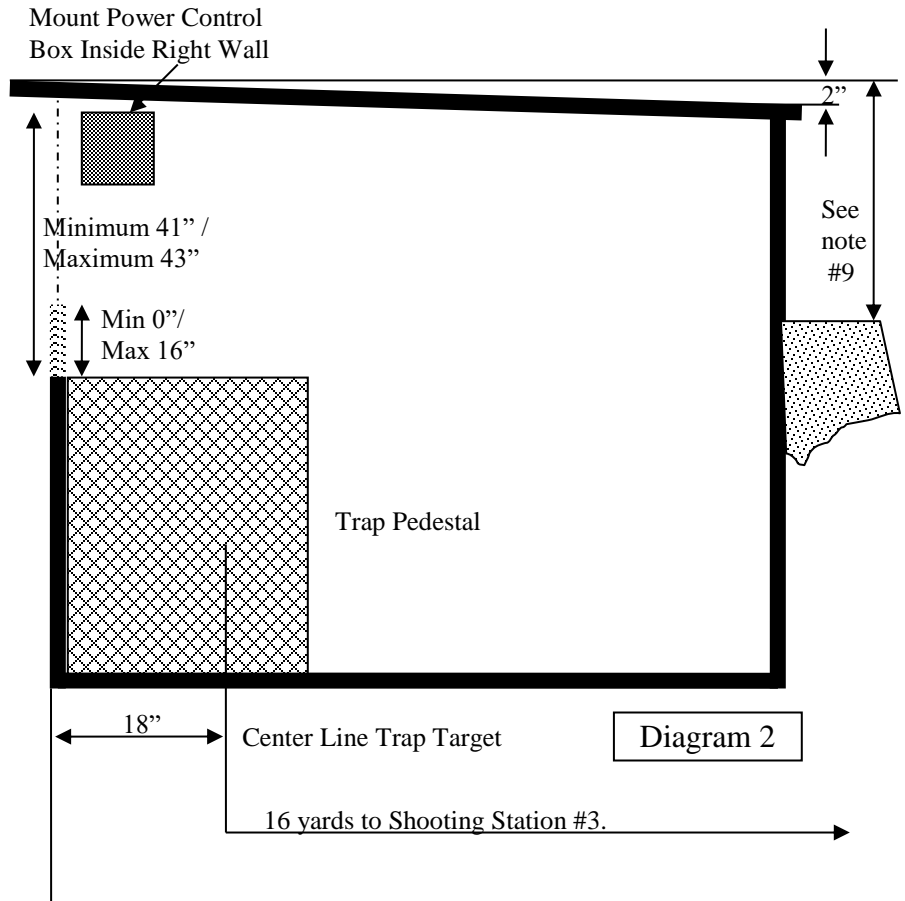 Mount Power Control
Box Inside Right Wall
2”
Minimum 41” /
Maximum 43”
See
note
#9
Min 0”/
Max 16”
Trap Pedestal
18”
Center Line Trap Target
Diagram 2
16 yards to Shooting Station #3.